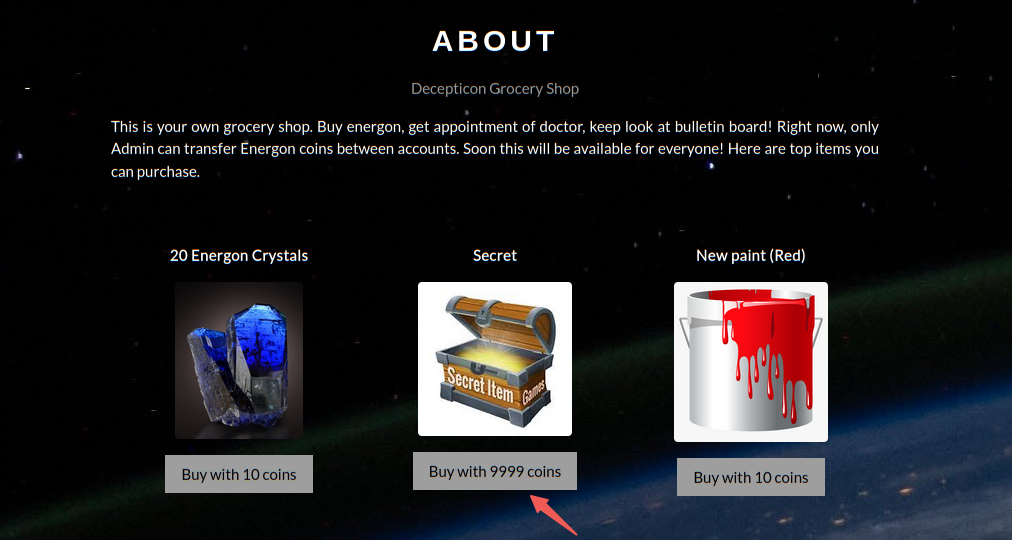 ABOUT
Decepticon Grocery Shop
This is your own grocery shop. Buy energon, get appointment of doctor, keep look at bulletin board! Right now, only
Admin can transfer Energon coins between accounts. Soon this will be available for everyone! Here are top items you
can purchase.
20 Energon Crystals
Secret
New paint (Red)
Secret Item Games
Buy with 10 coins
Buy with 9999 coins
Buy with 10 coins